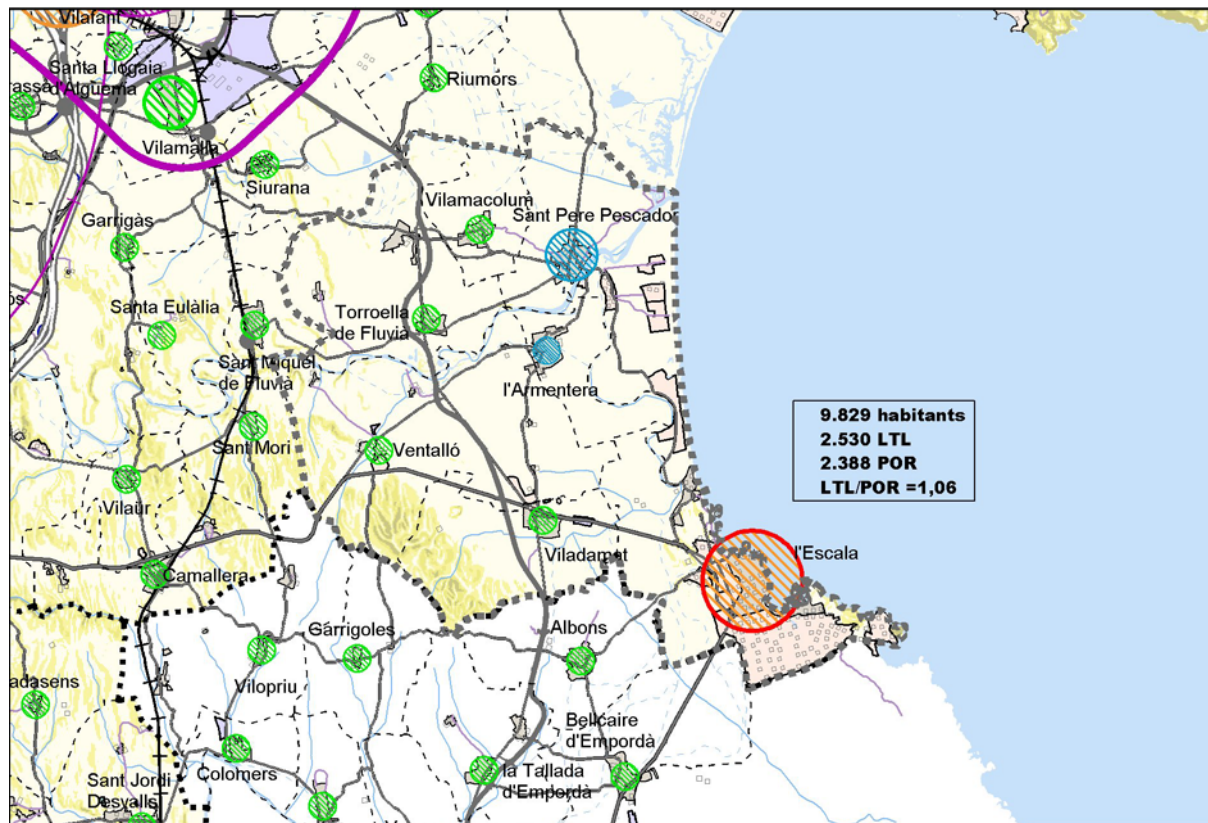 Vilafant
Santa Llogaia
d'Alguema
Vilamalla
Riumors
Siurana
Garrigàs
Vilamacolum
Sant Pere Pescador
Santa Eulàlia
Torroella
de Fluvià
Sant Miquel
de Fluvià
l'Armentera
9.829 habitants
2.530 LTL
2.388 POR
LTL/POR =1,06
Sant Mori
Ventalló
Vilaür
Viladamat
l'Escala
Camallera
Garrigoles
Albons
Vilopriu
adasens
Bellcaire
d'Empordà
Colomers
la Tallada
d'Empordà
Sant Jordi
Desvalls